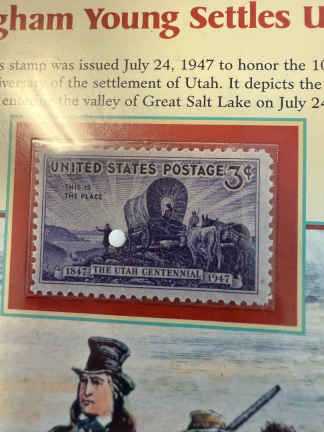 gham Young Settles U
s stamp was issued July 24, 1947 to honor the 10
iversary of the settlement of Utah. It depicts the
ente the valley of Great Salt Lake on July 24
UNITED STATES POSTAGE 3¢
THIS IS
THE PLACE
1847 THE UTAH CENTENNIAL 1947